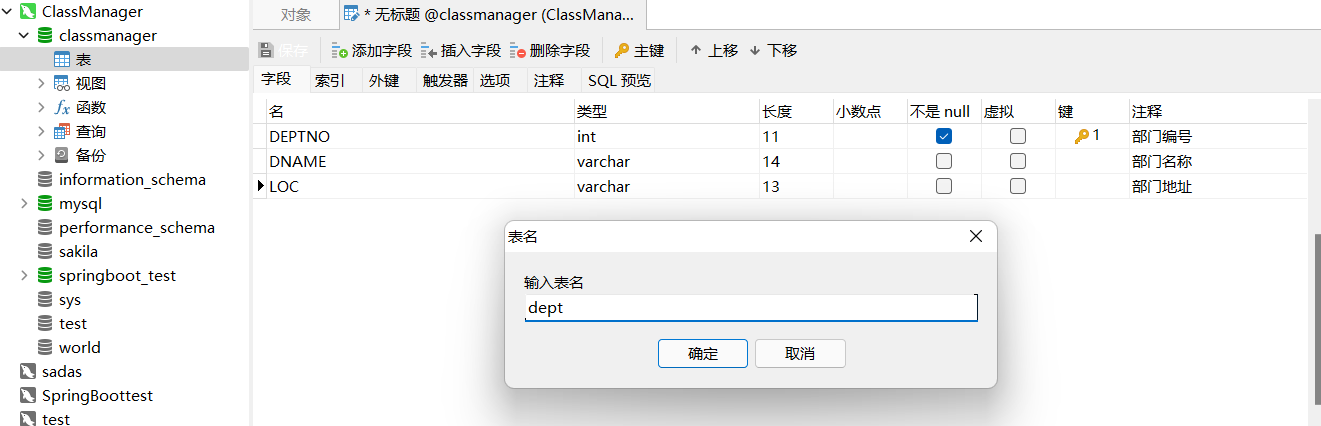 ClassManager
classmanager
表
视图
fx 函数
查询
备份
information_schema
mysql
performance_schema
sakila
springboot_test
sys
test
world
sadas
SpringBoottest
test
对象
* 无标题 @classmanager (ClassMana...
保存 添加字段 插入字段 删除字段 主键 ↑ 上移 ↓ 下移
字段 索引 外键 触发器 选项 注释 SQL 预览
名 类型 长度 小数点 不是 null 虚拟 键 注释
DEPTNO int 11 1 部门编号
DNAME varchar 14 部门名称
LOC varchar 13 部门地址
表名
输入表名
dept
确定 取消